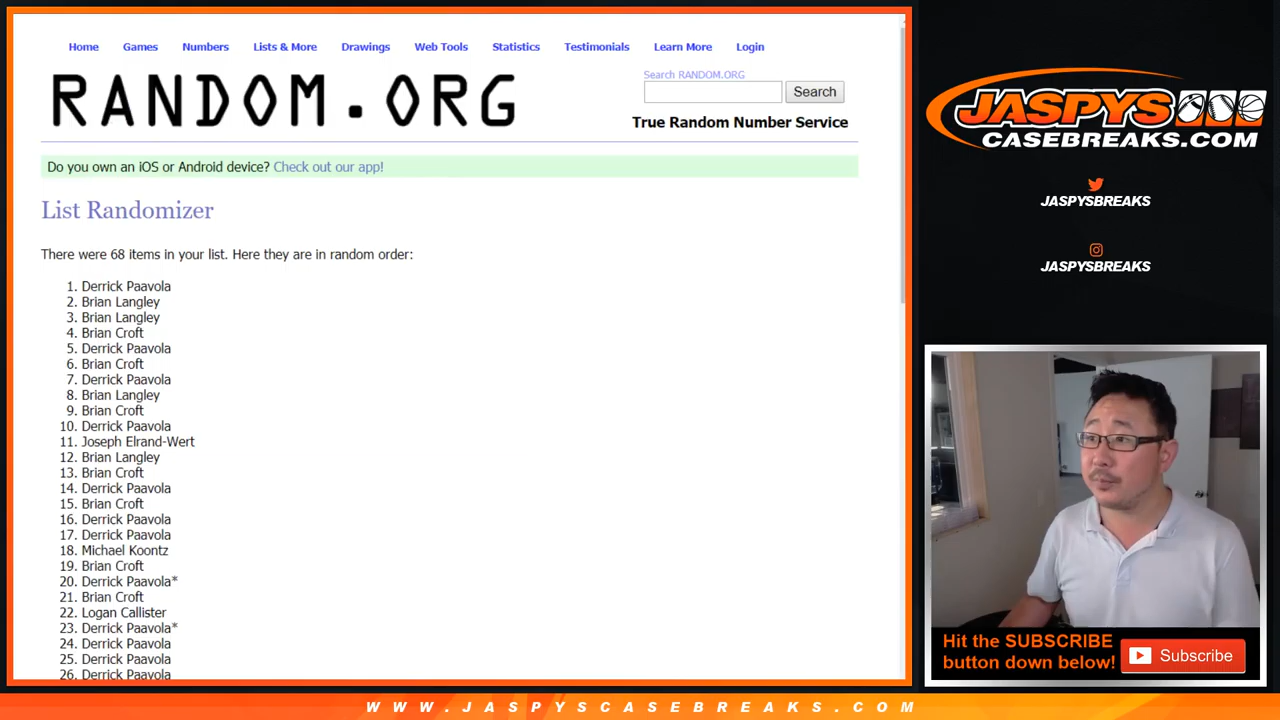 Home Games Numbers Lists & More Drawings Web Tools Statistics Testimonials Learn More Login
RANDOM.ORG
Search RANDOM.ORG
Search
True Random Number Service
Do you own an iOS or Android device? Check out our app!
List Randomizer
There were 68 items in your list. Here they are in random order:
1. Derrick Paavola
2. Brian Langley
3. Brian Langley
4. Brian Croft
5. Derrick Paavola
6. Brian Croft
7. Derrick Paavola
8. Brian Langley
9. Brian Croft
10. Derrick Paavola
11. Joseph Elrand-Wert
12. Brian Langley
13. Brian Croft
14. Derrick Paavola
15. Brian Croft
16. Derrick Paavola
17. Derrick Paavola
18. Michael Koontz
19. Brian Croft
20. Derrick Paavola*
21. Brian Croft
22. Logan Callister
23. Derrick Paavola*
24. Derrick Paavola
25. Derrick Paavola
26. Derrick Paavola
JASPYS
CASEBREAKS.COM
JASPYSBREAKS
JASPYSBREAKS
Hit the SUBSCRIBE
button down below!
Subscribe
WWW.JASPYSCASEBREAKS.COM